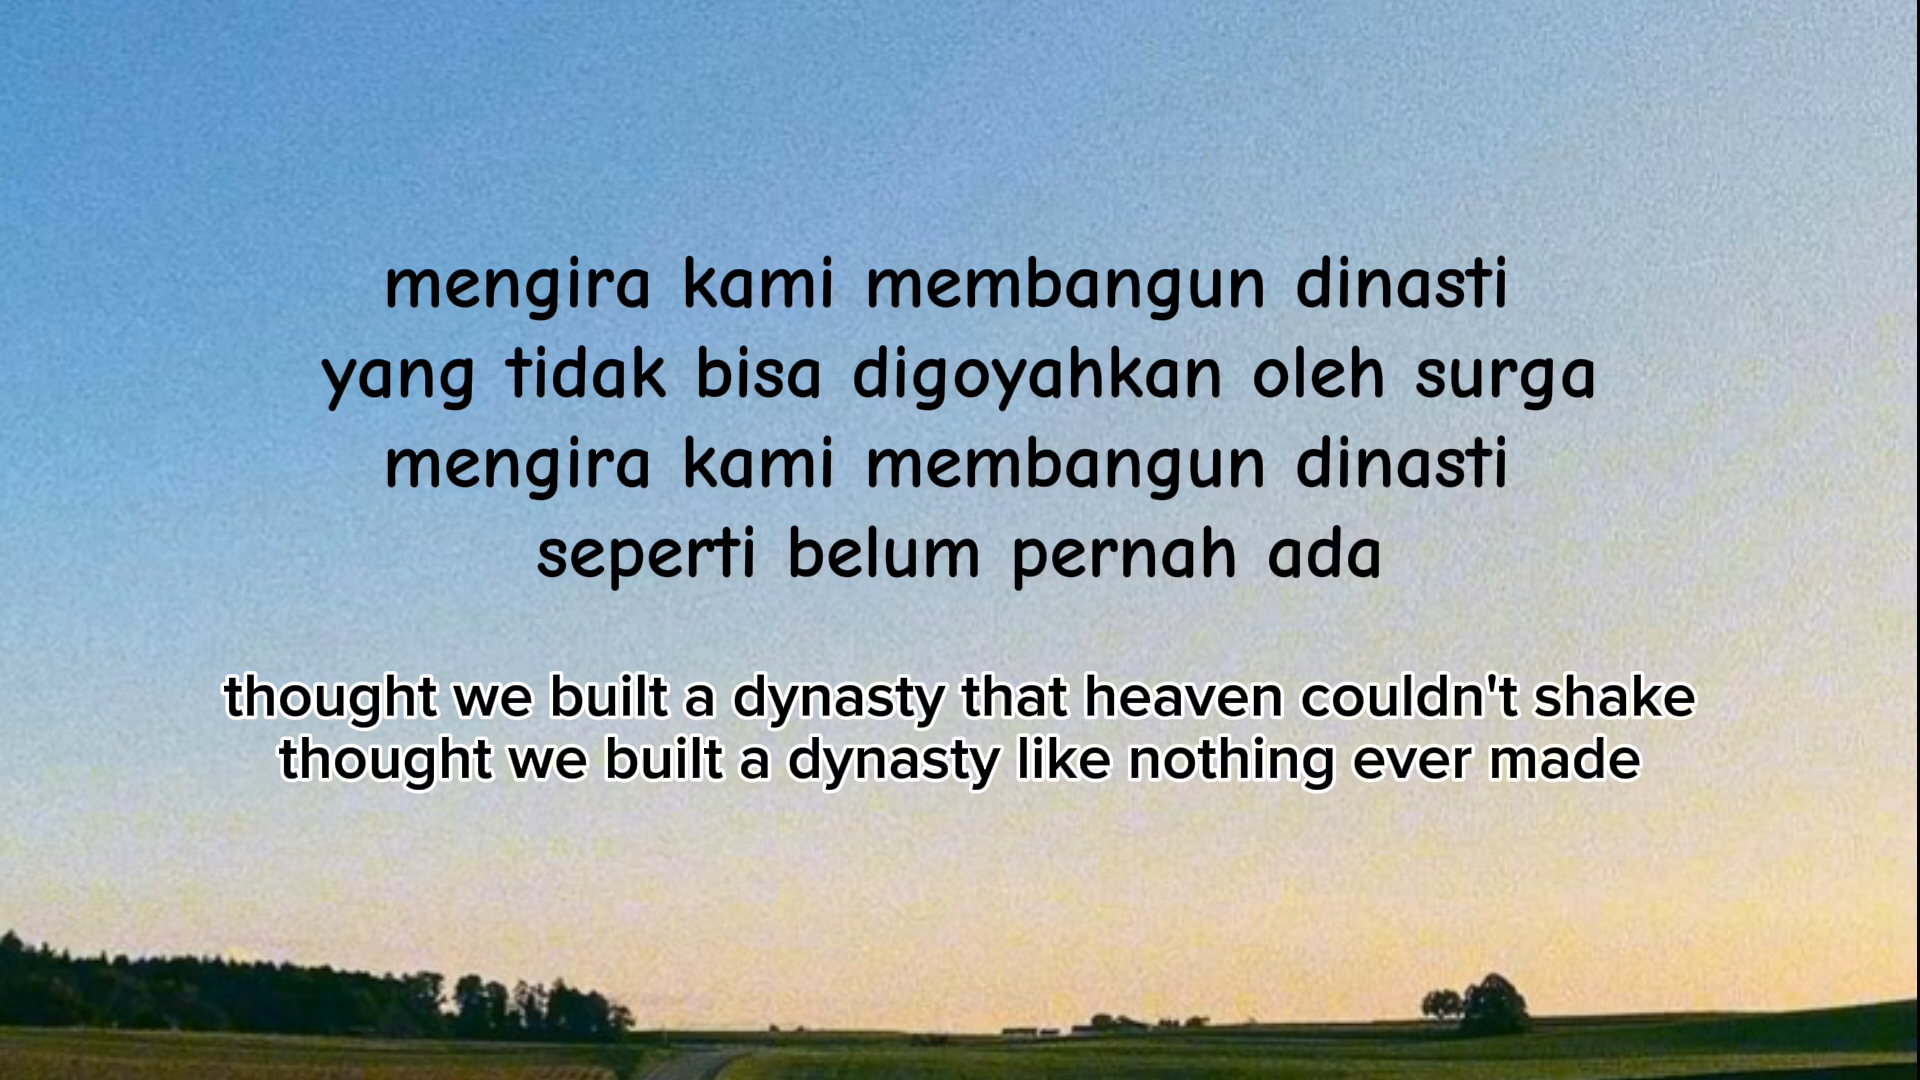 mengira kami membangun dinasti
yang tidak bisa digoyahkan oleh surga
mengira kami membangun dinasti
seperti belum pernah ada
thought we built a dynasty that heaven couldn't shake
thought we built a dynasty like nothing ever made